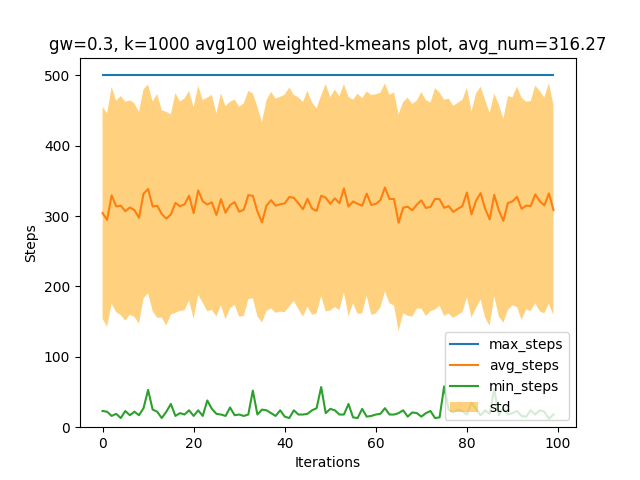 gw=0.3, k=1000 avg100 weighted-kmeans plot, avg_num=316.27
500
400
300
200
100
0
Steps
max_steps
avg_steps
min_steps
std
0
20
40
60
80
100
Iterations